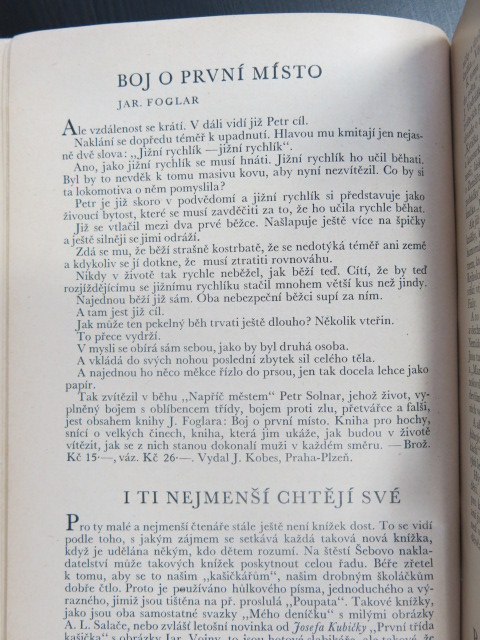 BOJ O PRVNÍ MÍSTO
JAR. FOGLAR
Ale vzdálenost se krátí. V dáli vidí již Petr cíl.
Naklání se dopředu téměř k upadnutí. Hlavou mu kmitají jen nejas-
ně dvě slova: „Jižní rychlík — jižní rychlík“.
Ano, jako jižní rychlík se musí hnáti. Jižní rychlík ho učil běhati.
Byl by to nevděk k tomu masivu kovu, aby nyní nezvítězil. Co by si
ta lokomotiva o něm pomyslila?
Petr je již skoro v podvědomí a jižní rychlík si představuje jako
živoucí bytost, které se musí zavděčiti za to, že ho učila rychle běhat.
Již se vtlačil mezi dva prvé běžce. Našlapuje ještě více na špičky
a ještě silněji se jimi odráží.
Zdá se mu, že běží strašně kostrbatě, že se nedotýká téměř ani země
a kdykoliv se jí dotkne, že musí ztratiti rovnováhu.
Nikdy v životě tak rychle neběžel, jak běží teď. Cítí, že by teď
rozjíždějícímu se jižnímu rychlíku stačil mnohem větší kus než jindy.
Najednou běží již sám. Oba nebezpeční běžci supí za ním.
A tam jest již cíl.
Jak může ten pekelný běh trvati ještě dlouho? Několik vteřin.
To přece vydrží.
V mysli se obírá sám sebou, jako by byl druhá osoba.
A vkládá do svých nohou poslední zbytek sil celého těla.
A najednou ho něco měkce řízlo do prsou, jen tak docela lehce jako
papír.
Tak zvítězil v běhu „Napříč městem“ Petr Solnar, jehož život, vy-
plněný bojem s oblíbencem třídy, bojem proti zlu, přetvářce a falši,
jest obsahem knihy J. Foglara: Boj o první místo. Kniha pro hochy,
snící o velkých činech, kniha, která jim ukáže, jak budou v životě
vítězit, jak se z nich stanou dokonalí muži v každém směru. — Brož.
Kč 15·—, váz. Kč 26·—. Vydal J. Kobes, Praha-Plzeň.
I TI NEJMENŠÍ CHTĚJÍ SVÉ
Pro ty malé a nejmenší čtenáře stále ještě není knížek dost. To se vidí
podle toho, s jakým zájmem se setkává každá taková nová knížka,
když je udělána někým, kdo dětem rozumí. Na štěstí Šebovo nakla-
datelství může takových knížek poskytnout celou řadu. Béře zřetel
k tomu, aby se to našim „kašičkářům“, našim drobným školáčkům
dobře čtlo. Proto je používáno hůlkového písma, jednoduchého a vý-
razného, jimiž jsou tištěna na př. proslulá „Poupata“. Takové knížky,
jako jsou oba samostatné svazky „Mého deníčku“ s milými obrázky
A. L. Salače, nebo zvlášť letošní novinka od Josefa Kubičky „První třída
kašička“ s obrázky Jar. Vojny, to jsou hotové slabikáře, ale takové, že